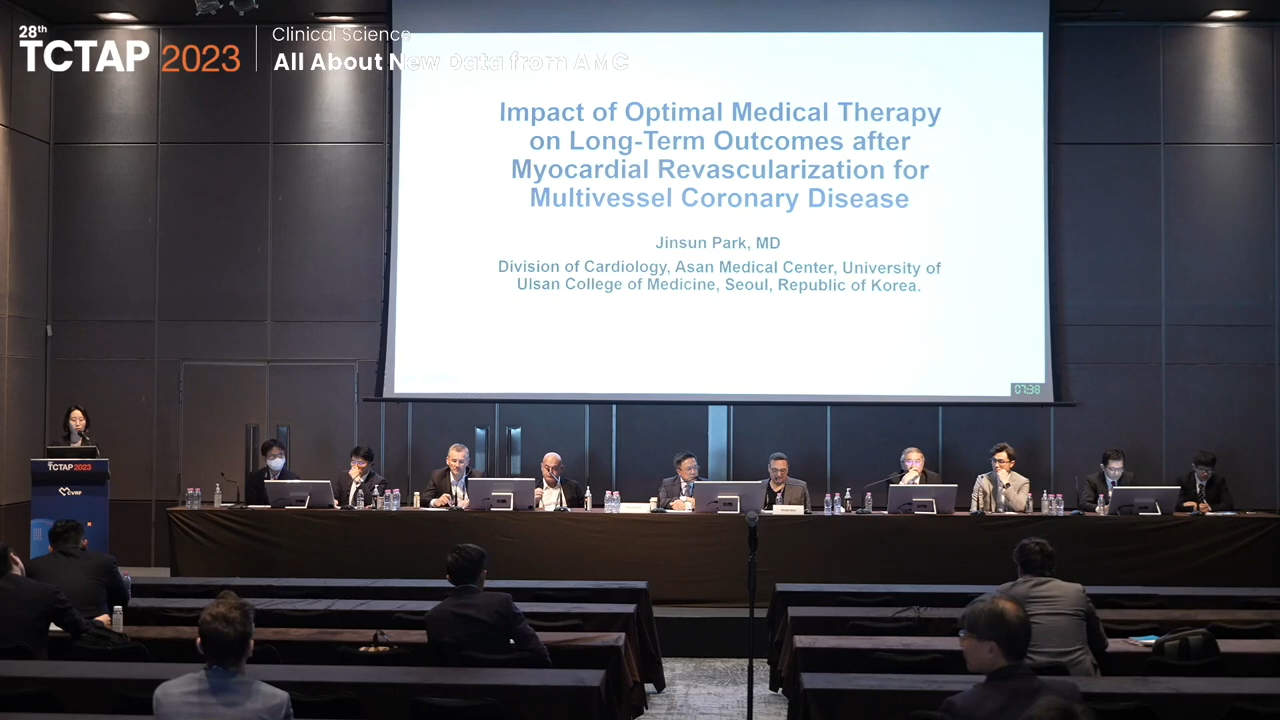 28th
TCTAP 2023
Clinical Science
All About New Data from AMC
Impact of Optimal Medical Therapy
on Long-Term Outcomes after
Myocardial Revascularization for
Multivessel Coronary Disease
Jinsun Park, MD
Division of Cardiology, Asan Medical Center, University of
Ulsan College of Medicine, Seoul, Republic of Korea.
07:38
TCTAP 2023
CVRF